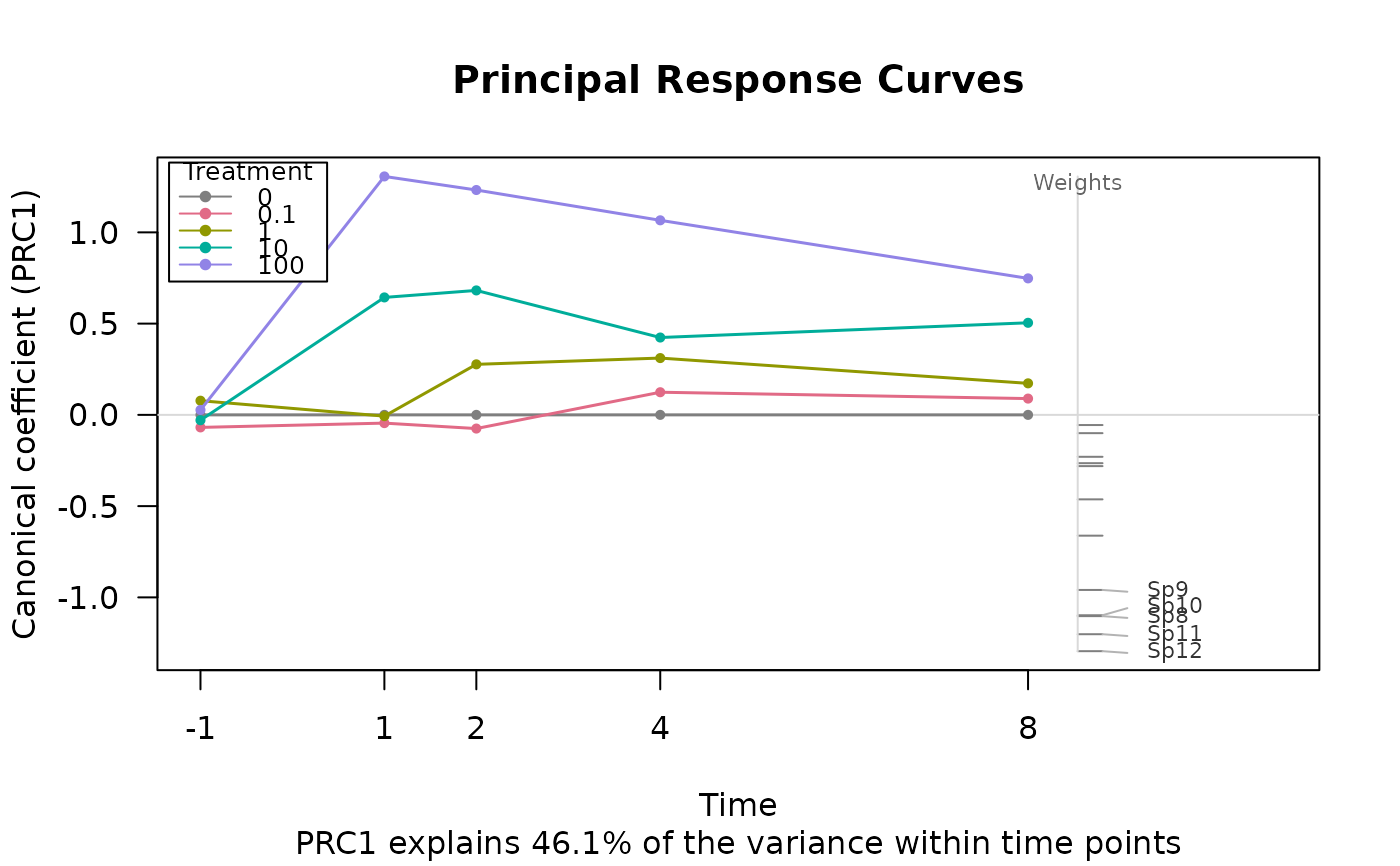 Principal Response Curves
Canonical coefficient (PRC1)
1.0
0.5
0.0
-0.5
-1.0
Treatment
0
0.1
1
10
100
Weights
Sp9
Sp10
Sp8
Sp11
Sp12
-1 1 2 4 8
Time
PRC1 explains 46.1% of the variance within time points